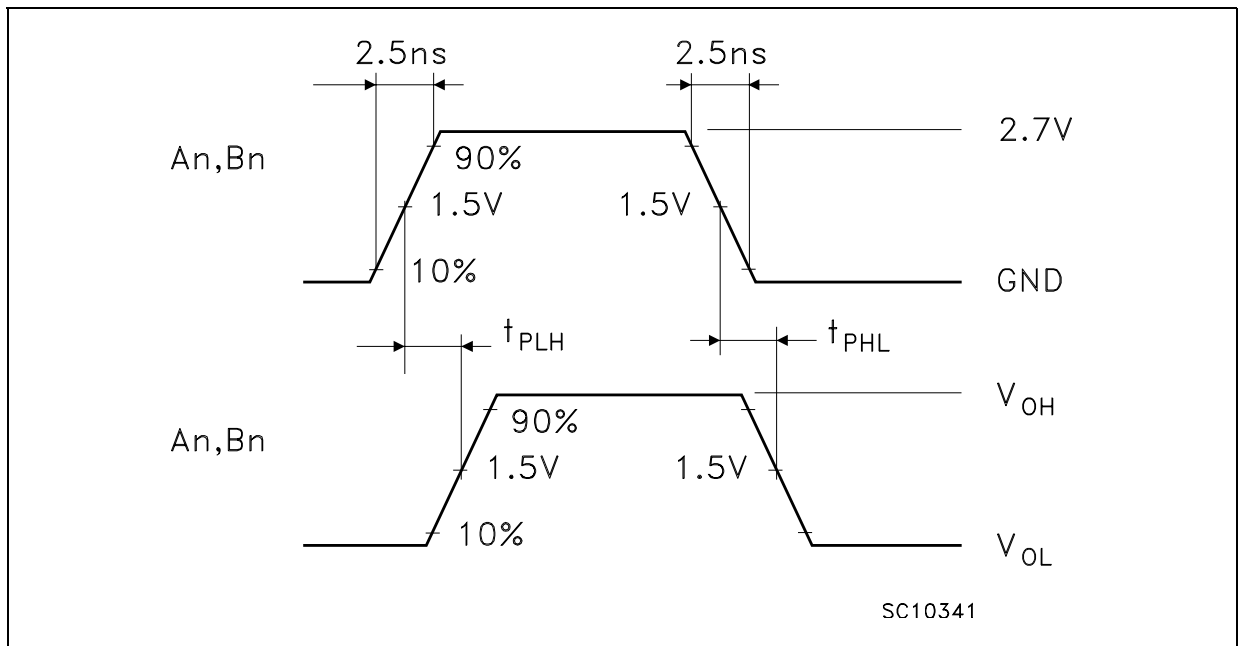 2.5ns 2.5ns
2.7V
An,Bn
90%
1.5V 1.5V
10%
GND
tPLH tPHL
VOH
90%
An,Bn
1.5V 1.5V
10%
VOL
SC10341